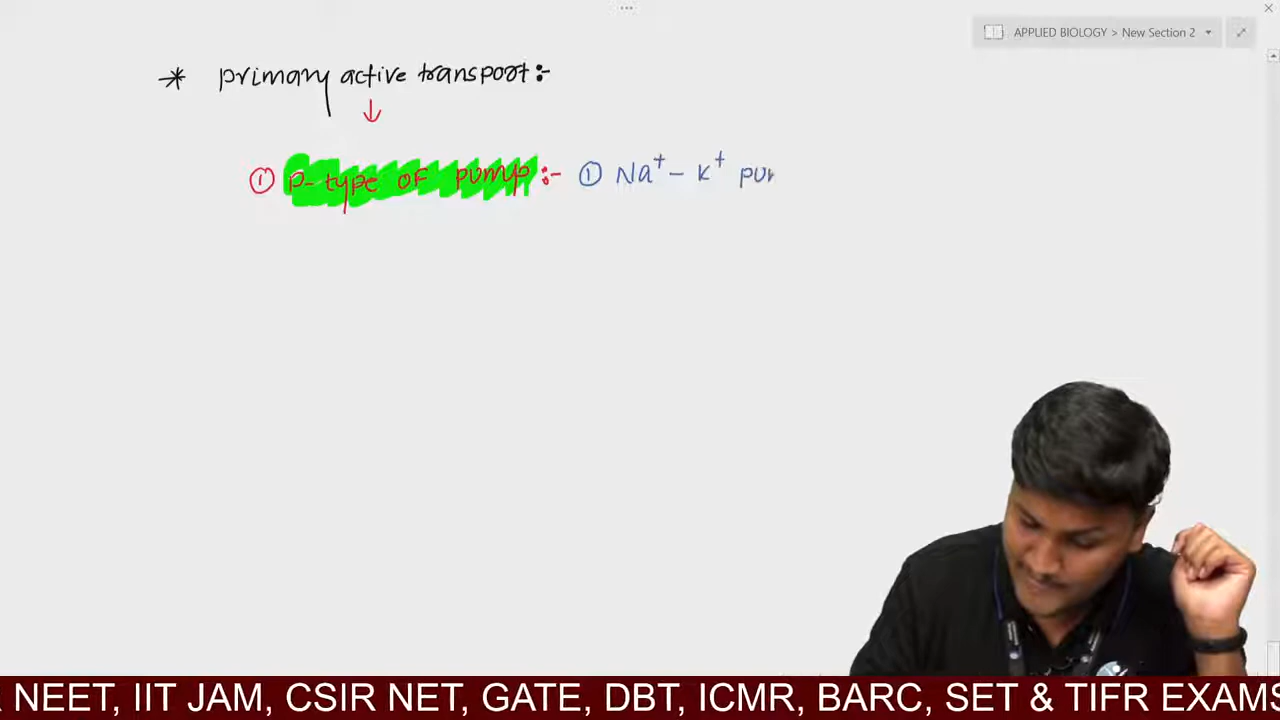 APPLIED BIOLOGY > New Section 2
* primary active transport :-
↓
① P- type of pump :- ① Na⁺ - K⁺ pu
NEET, IIT JAM, CSIR NET, GATE, DBT, ICMR, BARC, SET & TIFR EXAMS